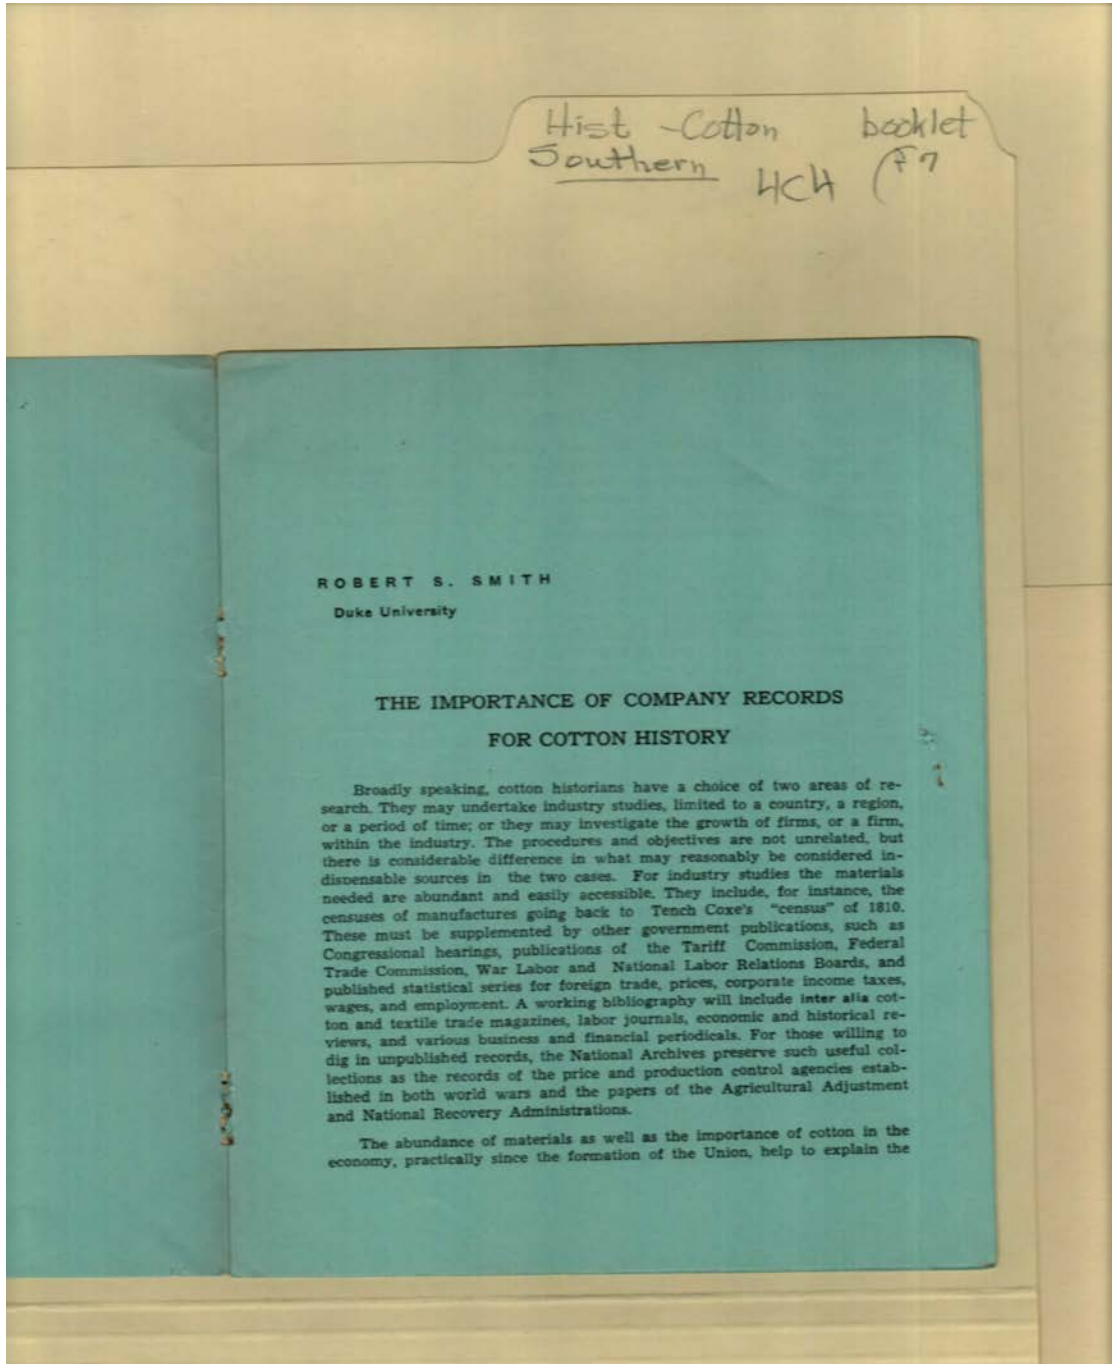 Hist - Cotton booklet
Southern 4C4
ROBERT S. SMITH
Duke University
THE IMPORTANCE OF COMPANY RECORDS
FOR COTTON HISTORY
Broadly speaking, cotton historians have a choice of two areas of re-
search. They may undertake industry studies, limited to a country, a region,
or a period of time; or they may investigate the growth of firms, or a firm,
within the industry. The procedures and objectives are not unrelated, but
there is considerable difference in what may reasonably be considered in-
dispensable sources in the two cases. For industry studies the materials
needed are abundant and easily accessible. They include, for instance, the
censuses of manufactures going back to Tench Coxe's "census" of 1810.
These must be supplemented by other government publications, such as
Congressional hearings, publications of the Tariff Commission, Federal
Trade Commission, War Labor and National Labor Relations Boards, and
published statistical series for foreign trade, prices, corporate income taxes,
wages, and employment. A working bibliography will include inter alia cot-
ton and textile trade magazines, labor journals, economic and historical re-
views, and various business and financial periodicals. For those willing to
dig in unpublished records, the National Archives preserve such useful col-
lections as the records of the price and production control agencies estab-
lished in both world wars and the papers of the Agricultural Adjustment
and National Recovery Administrations.
The abundance of materials as well as the importance of cotton in the
economy, practically since the formation of the Union, help to explain the